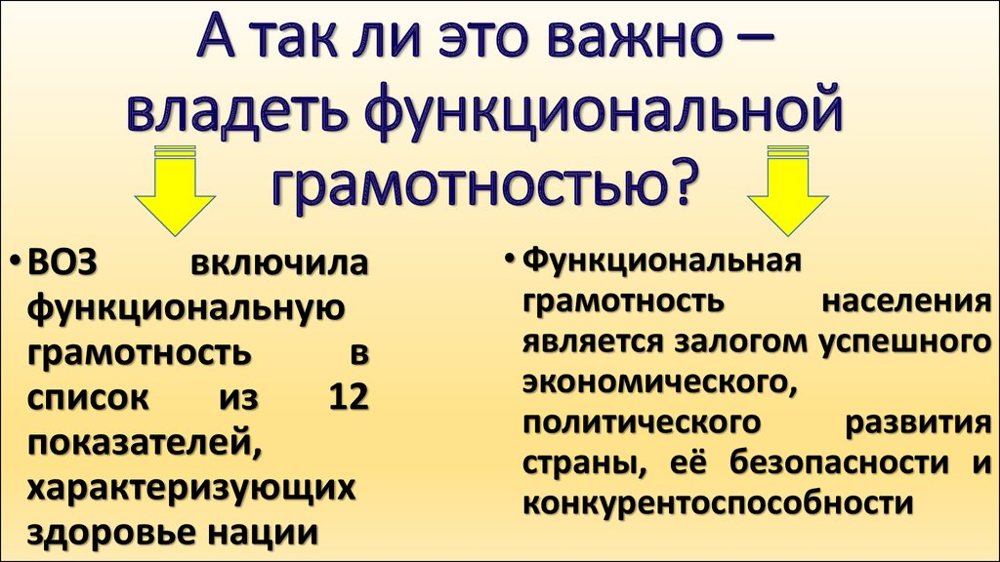 А так ли это важно –
владеть функциональной
грамотностью?
• ВОЗ включила
функциональную
грамотность в
список из 12
показателей,
характеризующих
здоровье нации
• Функциональная
грамотность населения
является залогом успешного
экономического,
политического развития
страны, её безопасности и
конкурентоспособности